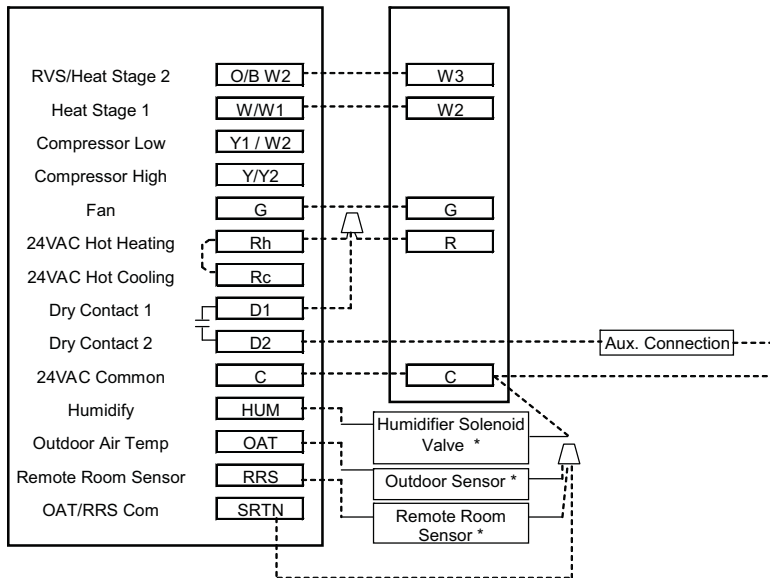 RVS/Heat Stage 2 O/B W2 W3
Heat Stage 1 W/W1 W2
Compressor Low Y1 / W2
Compressor High Y/Y2
Fan G G
24VAC Hot Heating Rh R
24VAC Hot Cooling Rc
Dry Contact 1 D1
Dry Contact 2 D2 Aux. Connection
24VAC Common C C
Humidify HUM
Humidifier Solenoid
Valve *
Outdoor Air Temp OAT
Outdoor Sensor *
Remote Room Sensor RRS
Remote Room
Sensor *
OAT/RRS Com SRTN